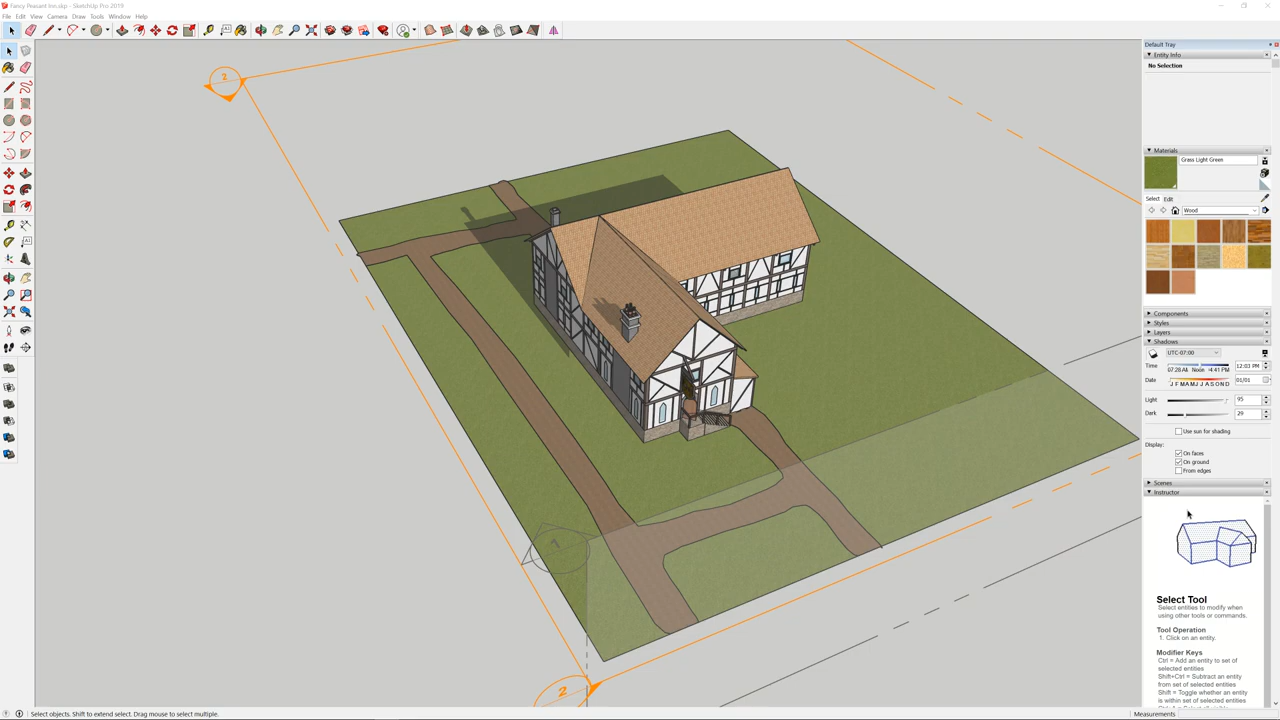 Fancy Peasant Inn.skp - SketchUp Pro 2019
File Edit View Camera Draw Tools Window Help
Default Tray
Entity Info
No Selection
Materials
Grass Light Green
Select Edit
Wood
Components
Styles
Layers
Shadows
UTC-07:00
Time
07:28 AM Noon 4:41 PM
12:03 PM
Date
J F M A M J J A S O N D
01/01
Light
95
Dark
29
Use sun for shading
Display:
On faces
On ground
From edges
Scenes
Instructor
Select Tool
Select entities to modify when
using other tools or commands.
Tool Operation
1. Click on an entity.
Modifier Keys
Ctrl = Add an entity to set of
selected entities
Shift+Ctrl = Subtract an entity
from set of selected entities
Shift = Toggle whether an entity
is within set of selected entities
2
2
Select objects. Shift to extend select. Drag mouse to select multiple.
Measurements